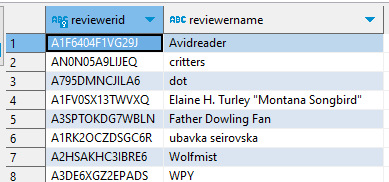 reviewerid ABC reviewername
1 A1F6404F1VG29J Avidreader
2 AN0N05A9LIJEQ critters
3 A795DMNCJILA6 dot
4 A1FV0SX13TWVXQ Elaine H. Turley "Montana Songbird"
5 A3SPTOKDG7WBLN Father Dowling Fan
6 A1RK2OCZDSGC6R ubavka seirovska
7 A2HSAKHC3IBRE6 Wolfmist
8 A3DE6XGZ2EPADS WPY